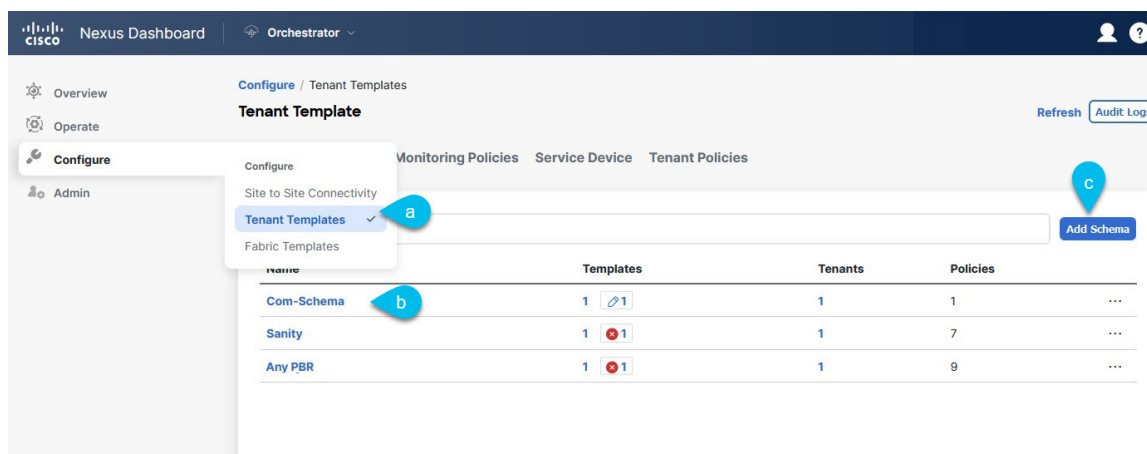 cisco Nexus Dashboard Orchestrator ?
Overview
Operate
Configure
Admin
Configure / Tenant Templates
Tenant Template
Refresh Audit Log
Monitoring Policies Service Device Tenant Policies
Configure
Site to Site Connectivity
Tenant Templates a
Fabric Templates
c
Add Schema
Name Templates Tenants Policies
Com-Schema b 1 1 1 1 ...
Sanity 1 1 1 7 ...
Any PBR 1 1 1 9 ...